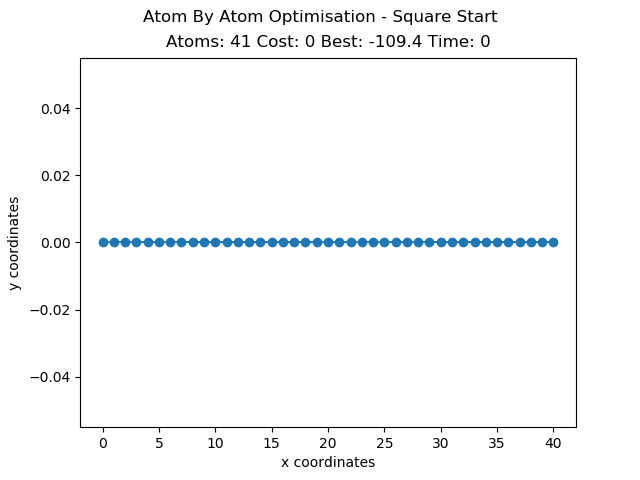 Atom By Atom Optimisation - Square Start
Atoms: 41 Cost: 0 Best: -109.4 Time: 0
y coordinates
0.04
0.02
0.00
−0.02
−0.04
0 5 10 15 20 25 30 35 40
x coordinates